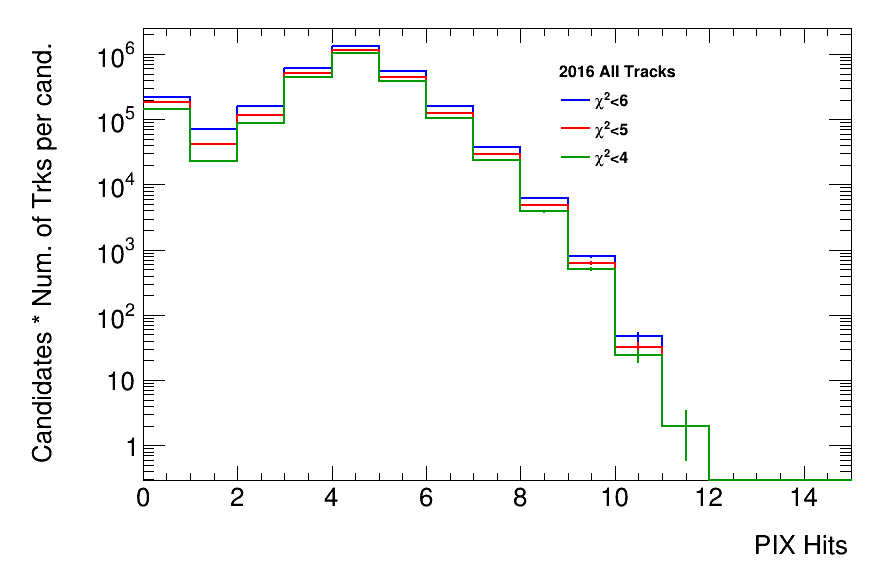 Candidates * Num. of Trks per cand.
10⁶
10⁵
10⁴
10³
10²
10
1
2016 All Tracks
χ²<6
χ²<5
χ²<4
0 2 4 6 8 10 12 14
PIX Hits